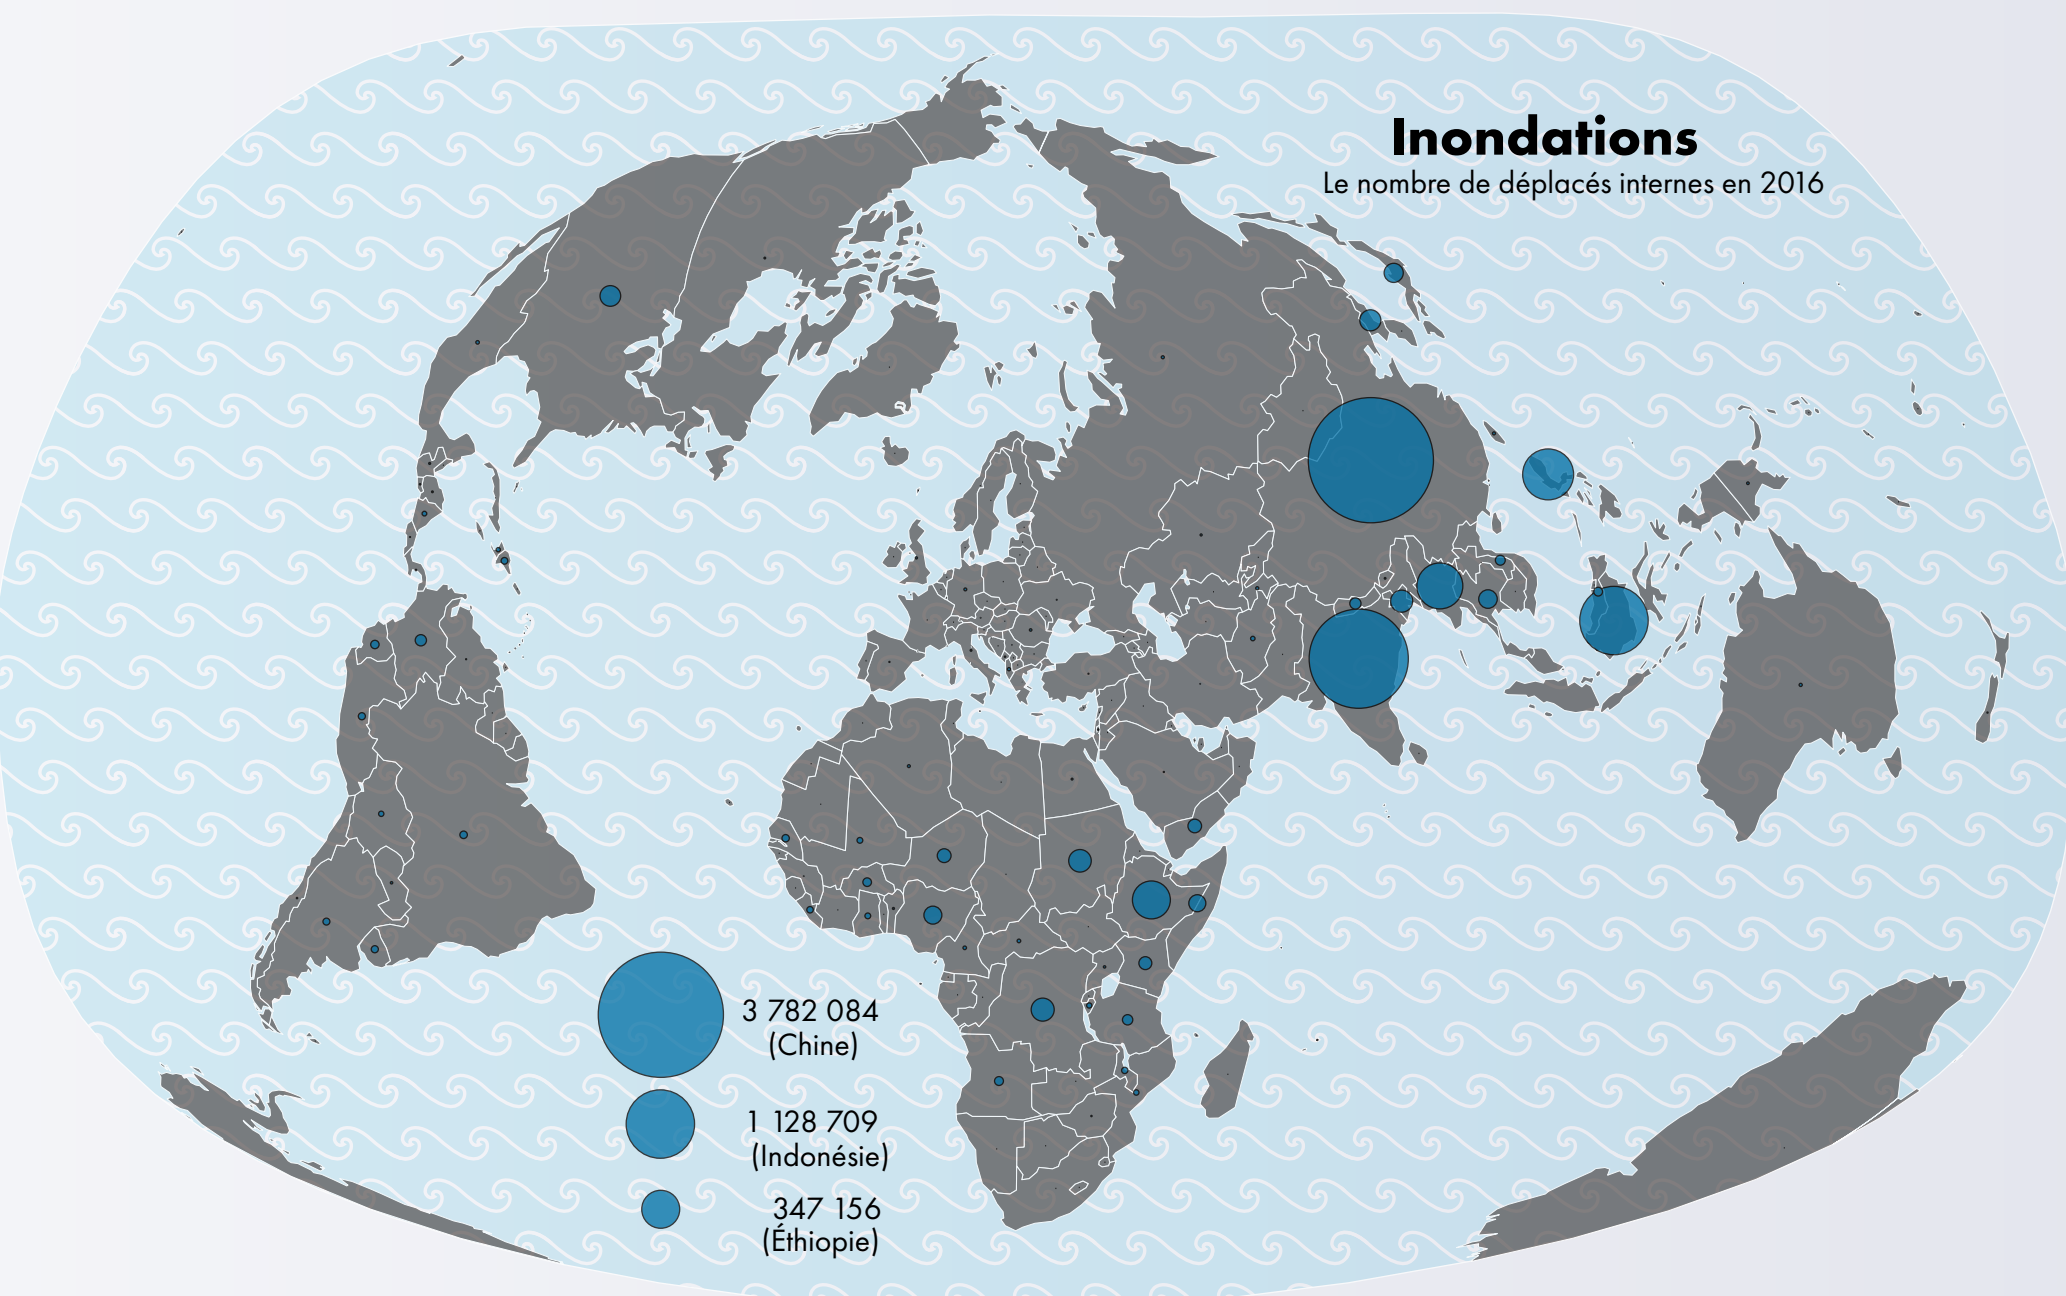 Inondations
Le nombre de déplacés internes en 2016
3 782 084
(Chine)
1 128 709
(Indonésie)
347 156
(Éthiopie)